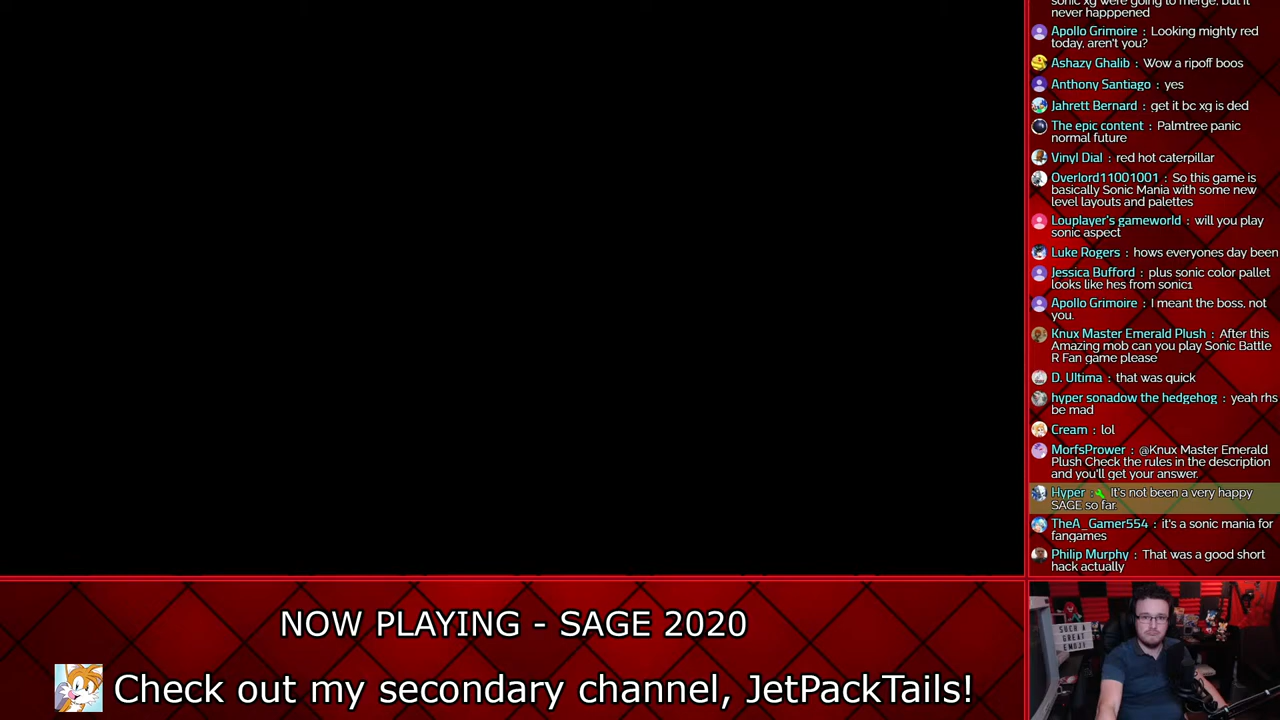 sonic xg were going to merge, but it
never happpened
Apollo Grimoire : Looking mighty red
today, aren't you?
Ashazy Ghalib : Wow a ripoff boos
Anthony Santiago : yes
Jahrett Bernard : get it bc xg is ded
The epic content : Palmtree panic
normal future
Vinyl Dial : red hot caterpillar
Overlord11001001 : So this game is
basically Sonic Mania with some new
level layouts and palettes
Louplayer's gameworld : will you play
sonic aspect
Luke Rogers : hows everyones day been
Jessica Bufford : plus sonic color pallet
looks like hes from sonic1
Apollo Grimoire : I meant the boss, not
you.
Knux Master Emerald Plush : After this
Amazing mob can you play Sonic Battle
R Fan game please
D. Ultima : that was quick
hyper sonadow the hedgehog : yeah rhs
be mad
Cream : lol
MorfsPrower : @Knux Master Emerald
Plush Check the rules in the description
and you'll get your answer.
Hyper : It's not been a very happy
SAGE so far.
TheA_Gamer554 : it's a sonic mania for
fangames
Philip Murphy : That was a good short
hack actually
NOW PLAYING - SAGE 2020
Check out my secondary channel, JetPackTails!
SUCH A
GREAT
EMOJI